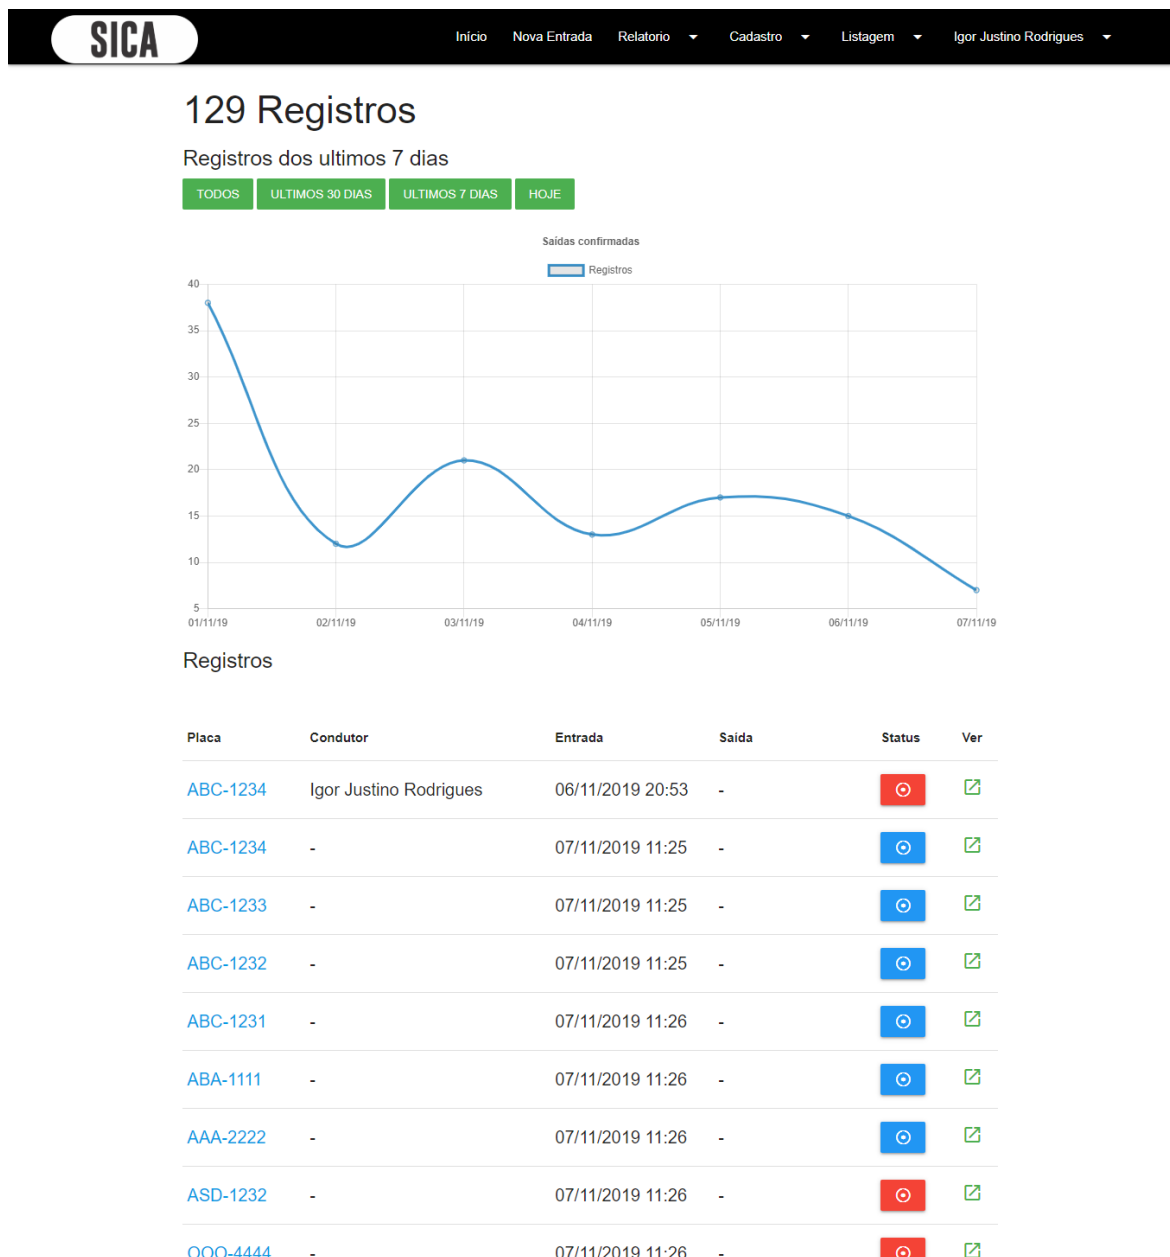 SICA
Início Nova Entrada Relatorio Cadastro Listagem Igor Justino Rodrigues
129 Registros
Registros dos ultimos 7 dias
TODOS ULTIMOS 30 DIAS ULTIMOS 7 DIAS HOJE
Saídas confirmadas
Registros
40
35
30
25
20
15
10
5
01/11/19 02/11/19 03/11/19 04/11/19 05/11/19 06/11/19 07/11/19
Registros
Placa Condutor Entrada Saida Status Ver
ABC-1234 Igor Justino Rodrigues 06/11/2019 20:53 -
ABC-1234 - 07/11/2019 11:25 -
ABC-1233 - 07/11/2019 11:25 -
ABC-1232 - 07/11/2019 11:25 -
ABC-1231 - 07/11/2019 11:26 -
ABA-1111 - 07/11/2019 11:26 -
AAA-2222 - 07/11/2019 11:26 -
ASD-1232 - 07/11/2019 11:26 -
- 07/11/2019 11:26 -